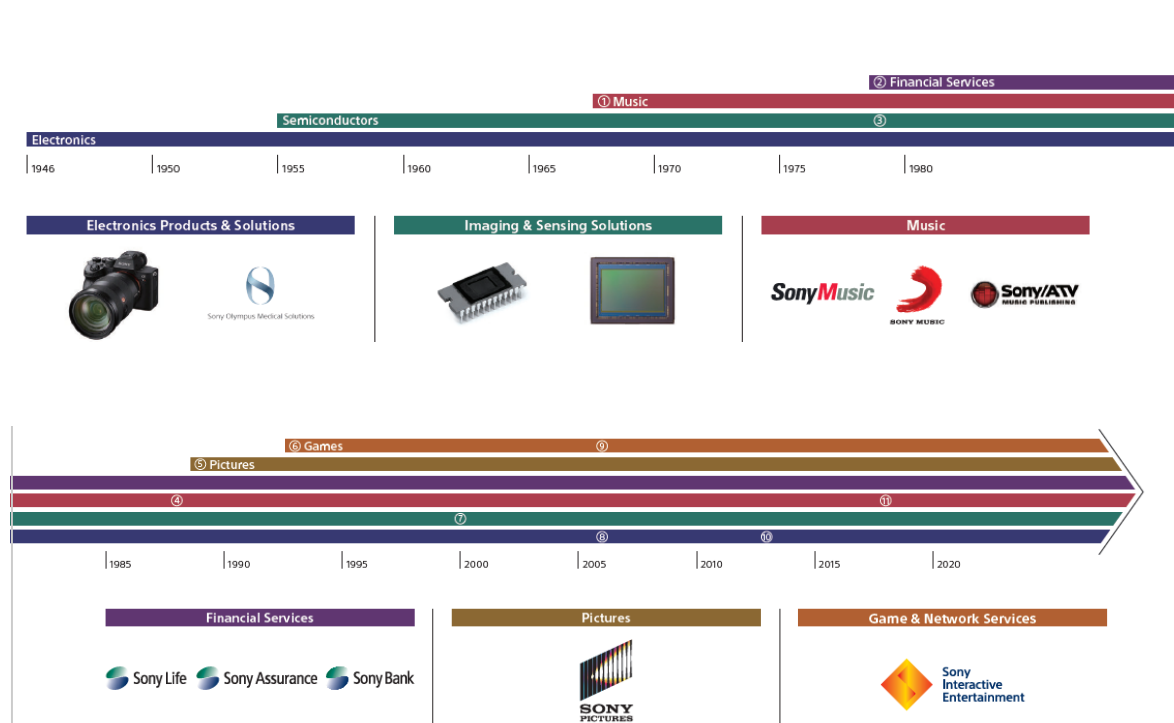 ② Financial Services
① Music
Semiconductors ③
Electronics
1946 1950 1955 1960 1965 1970 1975 1980
Electronics Products & Solutions Imaging & Sensing Solutions Music
SONY
Sony Olympus Medical Solutions
SonyMusic
SONY MUSIC
Sony/ATV
MUSIC PUBLISHING
⑥ Games ⑨
⑤ Pictures
④ ⑪
⑦
⑧ ⑩
1985 1990 1995 2000 2005 2010 2015 2020
Financial Services Pictures Game & Network Services
Sony Life Sony Assurance Sony Bank
SONY
PICTURES
Sony
Interactive
Entertainment